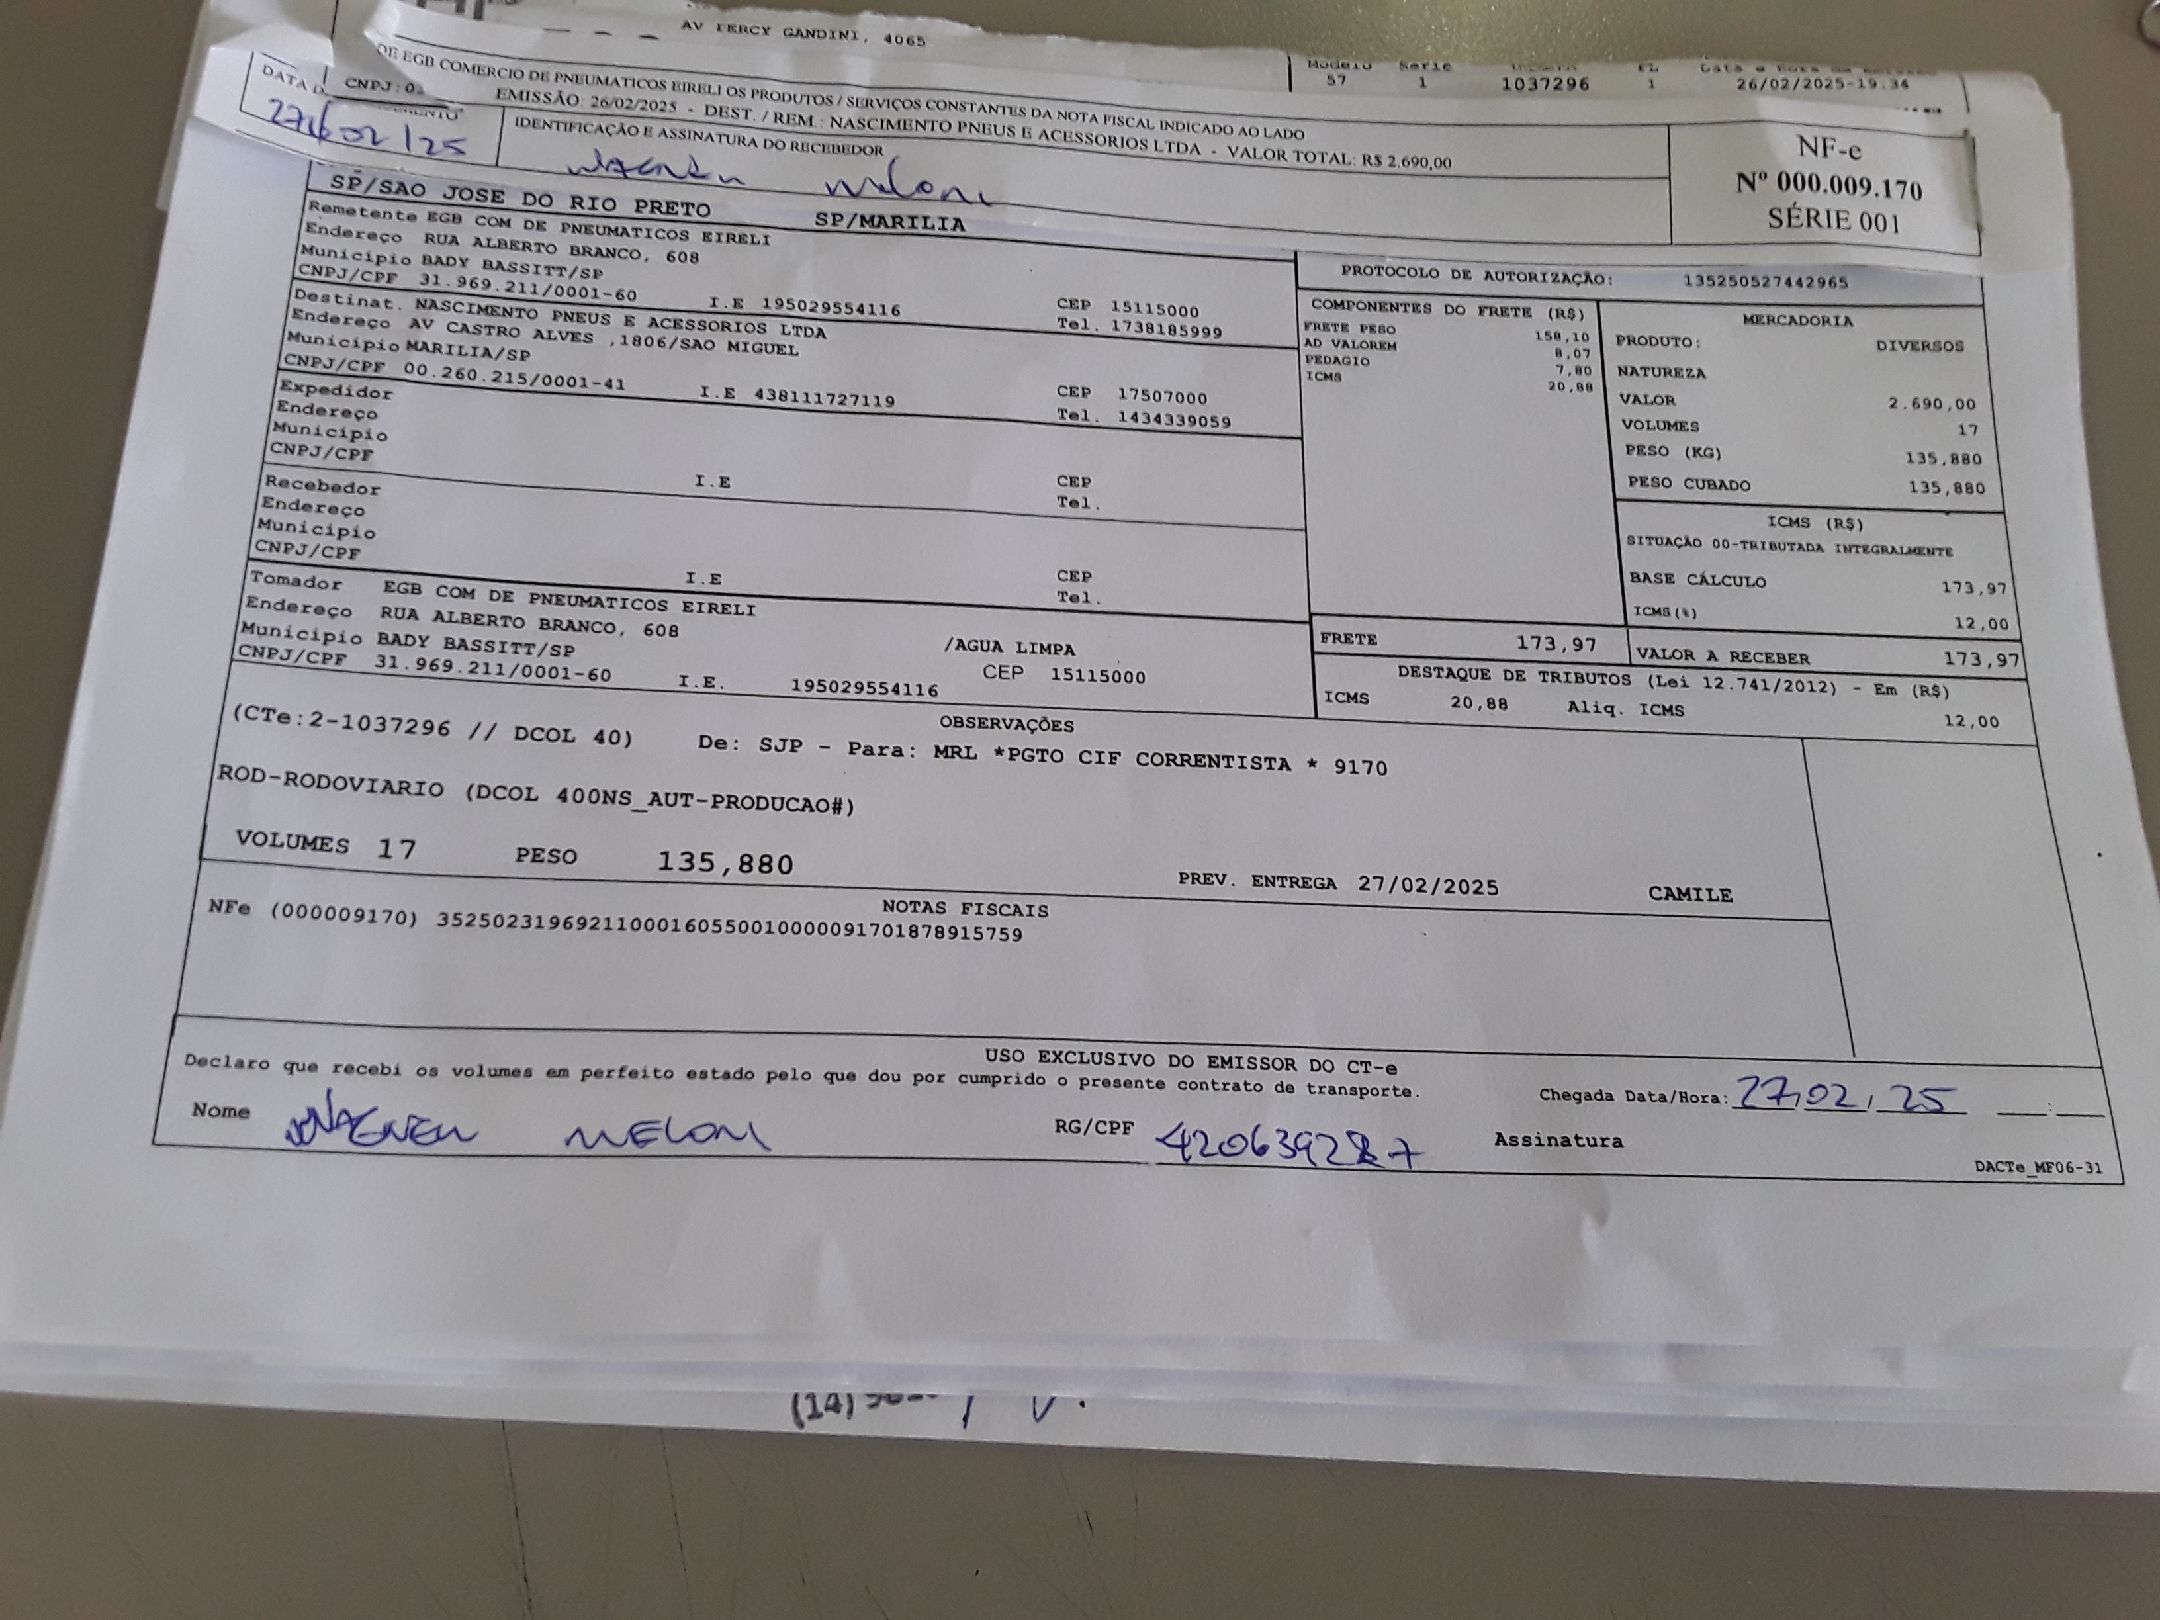 AV PERCY GANDINI, 4065
Modelo Serie FL
57 1 1037296 1 26/02/2025-19.34
DE EGB COMERCIO DE PNEUMATICOS EIRELI OS PRODUTOS / SERVIÇOS CONSTANTES DA NOTA FISCAL INDICADO AO LADO
CNPJ:0
EMISSÃO: 26/02/2025 - DEST. / REM.: NASCIMENTO PNEUS E ACESSORIOS LTDA - VALOR TOTAL: R$ 2.690,00
DATA D
27/02/25
IDENTIFICAÇÃO E ASSINATURA DO RECEBEDOR
WAGNER MELONI
NF-e
Nº 000.009.170
SÉRIE 001
SP/SAO JOSE DO RIO PRETO SP/MARILIA
Remetente EGB COM DE PNEUMATICOS EIRELI
Endereço RUA ALBERTO BRANCO, 608
Municipio BADY BASSITT/SP CEP 15115000
CNPJ/CPF 31.969.211/0001-60 I.E 195029554116 Tel. 1738185999
Destinat. NASCIMENTO PNEUS E ACESSORIOS LTDA
Endereço AV CASTRO ALVES ,1806/SAO MIGUEL
Municipio MARILIA/SP CEP 17507000
CNPJ/CPF 00.260.215/0001-41 I.E 438111727119 Tel. 1434339059
Expedidor
Endereço
Municipio CEP
CNPJ/CPF I.E Tel.
Recebedor
Endereço
Municipio CEP
CNPJ/CPF I.E Tel.
Tomador EGB COM DE PNEUMATICOS EIRELI
Endereço RUA ALBERTO BRANCO, 608 /AGUA LIMPA
Municipio BADY BASSITT/SP CEP 15115000
CNPJ/CPF 31.969.211/0001-60 I.E. 195029554116
PROTOCOLO DE AUTORIZAÇÃO: 135250527442965
COMPONENTES DO FRETE (R$)
FRETE PESO 158,10
AD VALOREM 8,07
PEDAGIO 7,80
ICMS 20,88
MERCADORIA
PRODUTO: DIVERSOS
NATUREZA
VALOR 2.690,00
VOLUMES 17
PESO (KG) 135,880
PESO CUBADO 135,880
ICMS (R$)
SITUAÇÃO 00-TRIBUTADA INTEGRALMENTE
BASE CÁLCULO 173,97
ICMS(%) 12,00
FRETE 173,97 VALOR A RECEBER 173,97
DESTAQUE DE TRIBUTOS (Lei 12.741/2012) - Em (R$)
ICMS 20,88 Aliq. ICMS 12,00
OBSERVAÇÕES
(CTe:2-1037296 // DCOL 40) De: SJP - Para: MRL *PGTO CIF CORRENTISTA * 9170
ROD-RODOVIARIO (DCOL 400NS_AUT-PRODUCAO#)
VOLUMES 17 PESO 135,880 PREV. ENTREGA 27/02/2025 CAMILE
NOTAS FISCAIS
NFe (000009170) 35250231969211000160550010000091701878915759
USO EXCLUSIVO DO EMISSOR DO CT-e
Declaro que recebi os volumes em perfeito estado pelo que dou por cumprido o presente contrato de transporte.
Chegada Data/Hora: 27/02/25 __:__
Nome WAGNER MELONI RG/CPF 420639287 Assinatura
DACTe_MF06-31
(14)